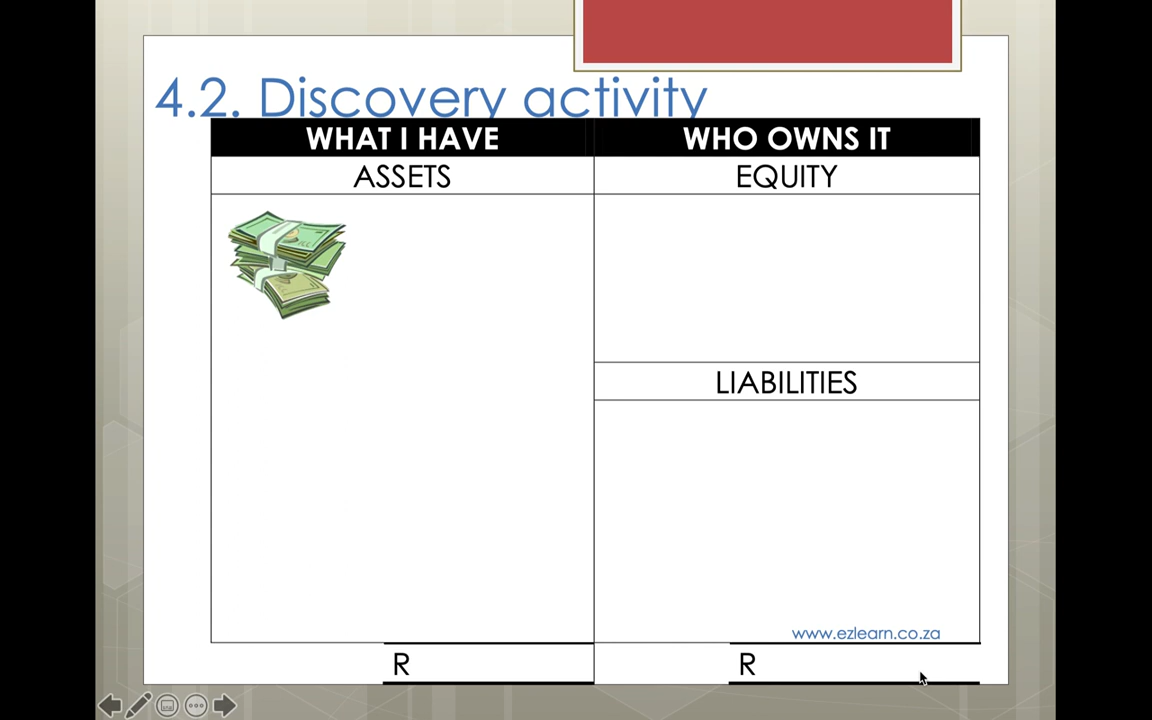 4.2. Discovery activity
WHAT I HAVE
WHO OWNS IT
ASSETS
EQUITY
LIABILITIES
www.ezlearn.co.za
R
R